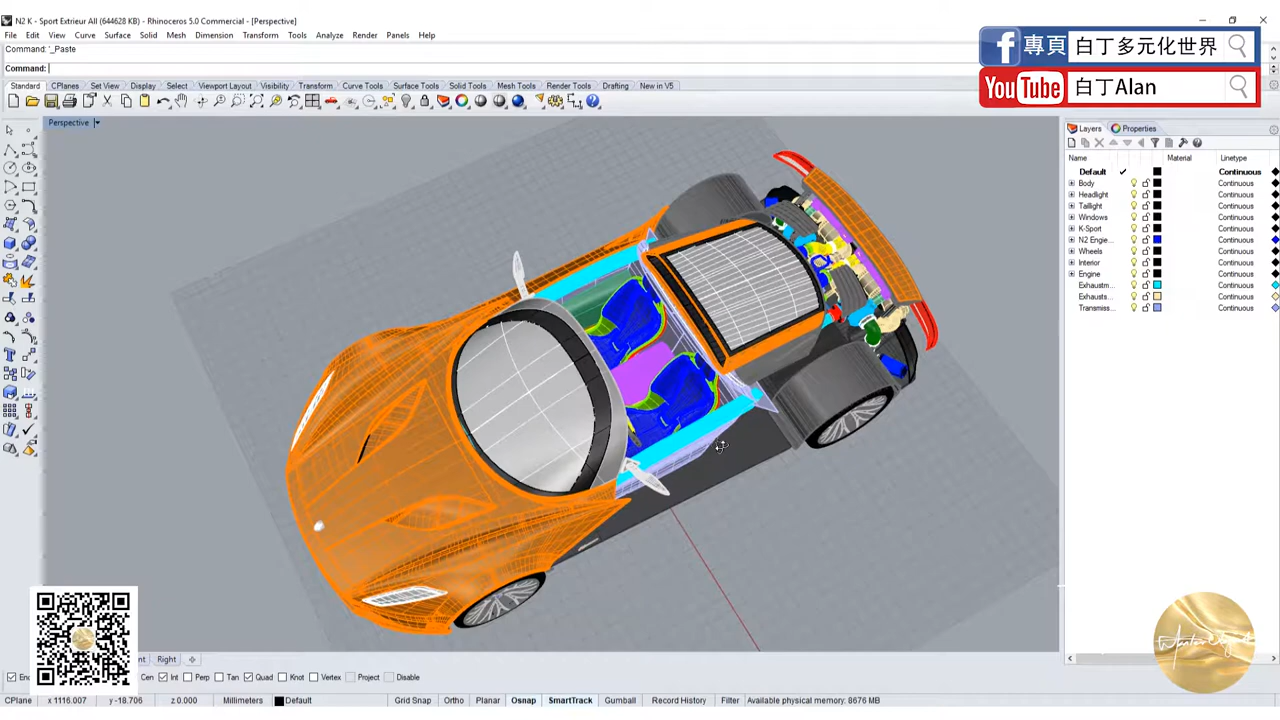 N2 K - Sport Extrieur All (644628 KB) - Rhinoceros 5.0 Commercial - [Perspective]
File Edit View Curve Surface Solid Mesh Dimension Transform Tools Analyze Render Panels Help
Command: '_Paste
Command:
f 專頁 白丁多元化世界
YouTube 白丁Alan
Standard CPlanes Set View Display Select Viewport Layout Visibility Transform Curve Tools Surface Tools Solid Tools Mesh Tools Render Tools Drafting New in V5
Perspective
Layers Properties
Name Material Linetype
Default Continuous
Body Continuous
Headlight Continuous
Taillight Continuous
Windows Continuous
K-Sport Continuous
N2 Engie... Continuous
Wheels Continuous
Interior Continuous
Engine Continuous
Exhaustm... Continuous
Exhausts... Continuous
Transmiss... Continuous
nt Right
En Cen Int Perp Tan Quad Knot Vertex Project Disable
CPlane x 1116.007 y -18.706 z 0.000 Millimeters Default Grid Snap Ortho Planar Osnap SmartTrack Gumball Record History Filter Available physical memory: 8676 MB